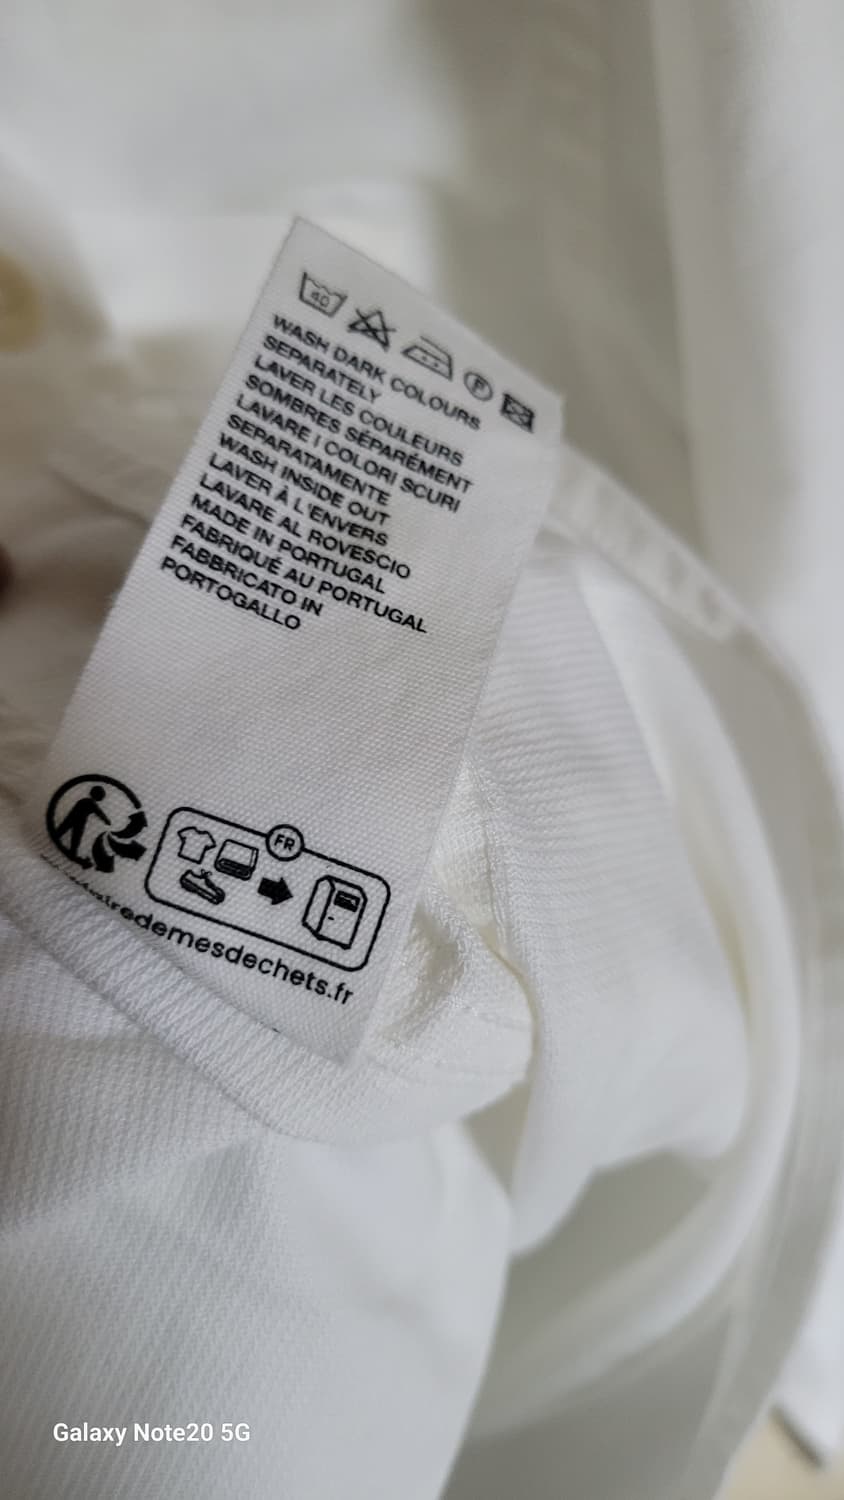 40
P
WASH DARK COLOURS
SEPARATELY
LAVER LES COULEURS
SOMBRES SÉPARÉMENT
LAVARE I COLORI SCURI
SEPARATAMENTE
WASH INSIDE OUT
LAVER À L'ENVERS
LAVARE AL ROVESCIO
MADE IN PORTUGAL
FABRIQUÉ AU PORTUGAL
FABBRICATO IN
PORTOGALLO
FR
Galaxy Note20 5G